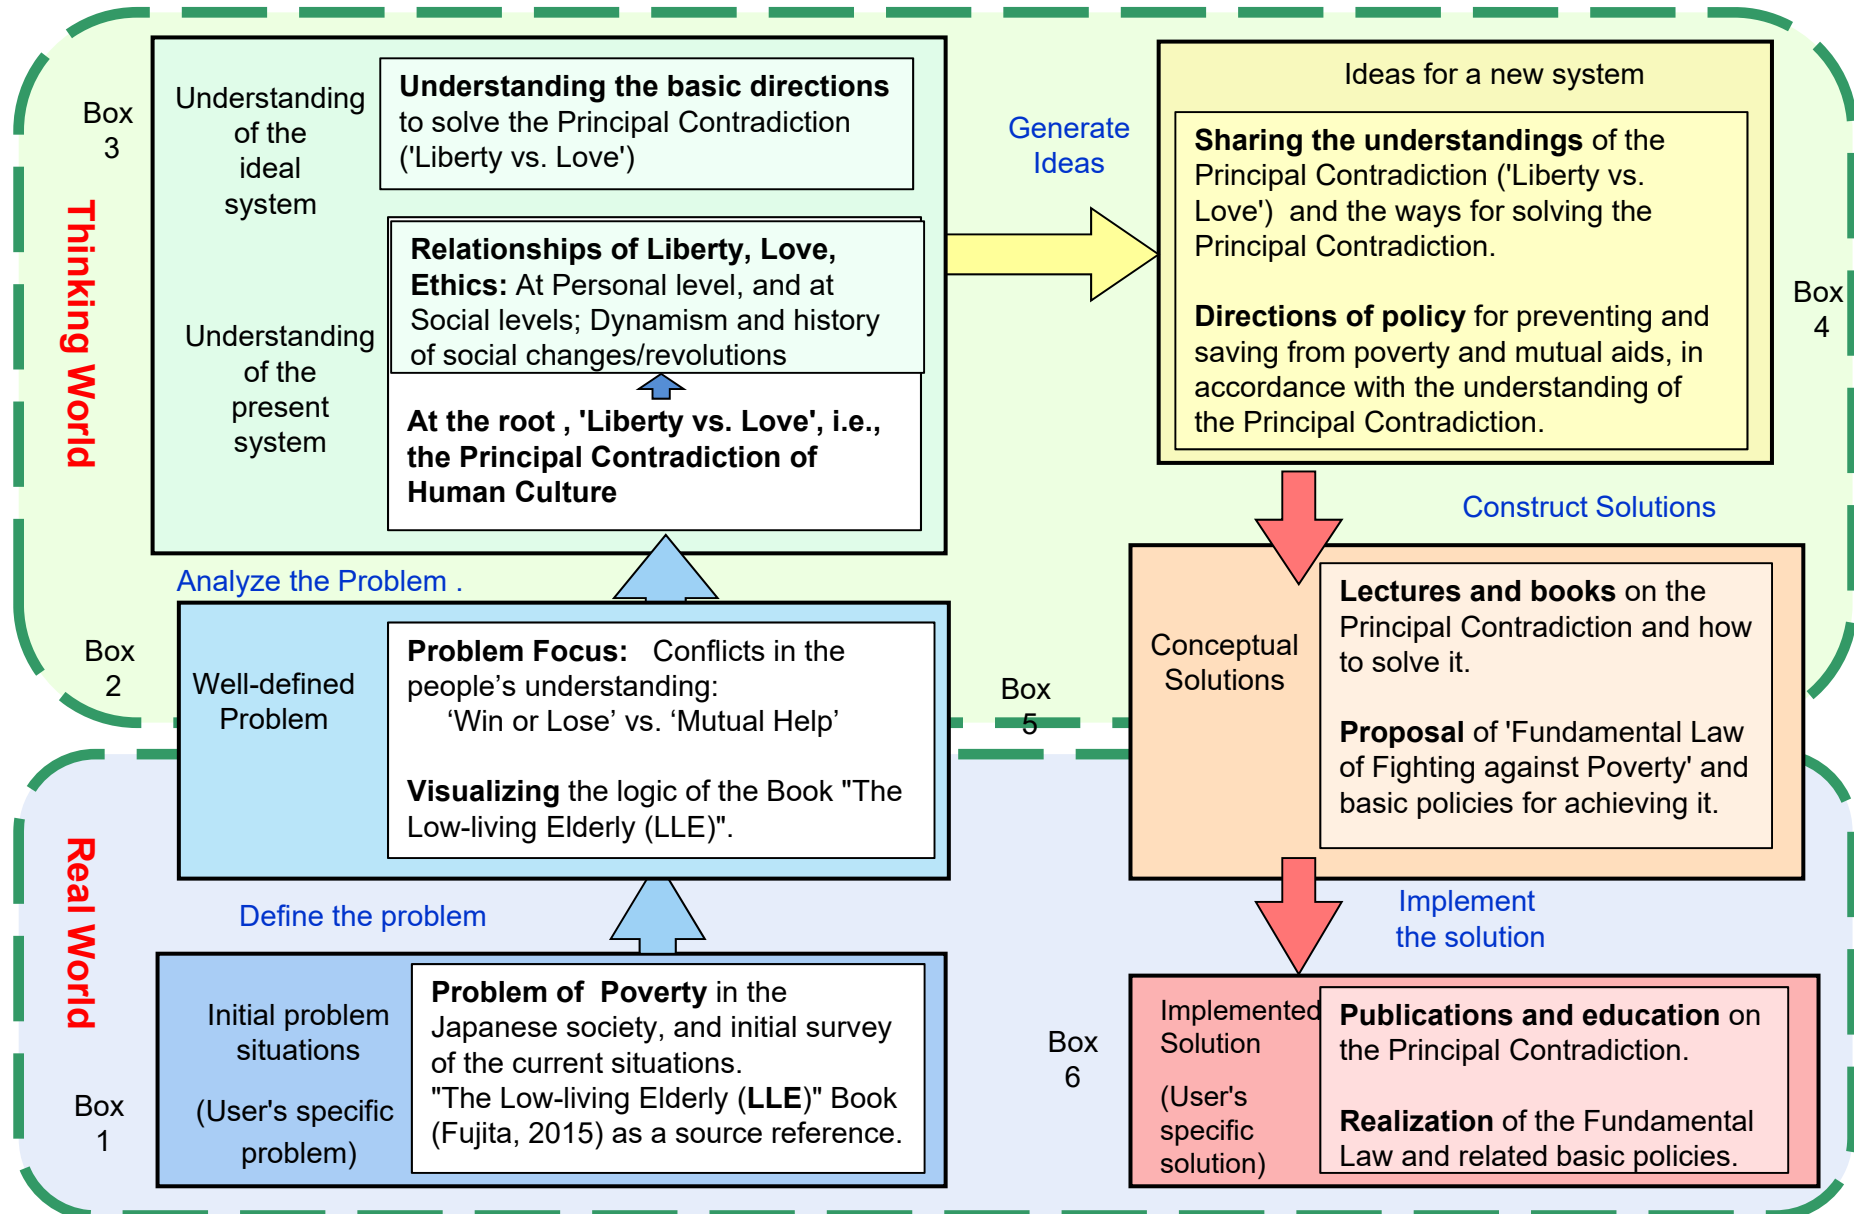 Box
3
Understanding
of the
ideal
system
Understanding the basic directions
to solve the Principal Contradiction
('Liberty vs. Love')
Understanding
of the
present
system
Relationships of Liberty, Love,
Ethics: At Personal level, and at
Social levels; Dynamism and history
of social changes/revolutions
At the root , 'Liberty vs. Love', i.e.,
the Principal Contradiction of
Human Culture
Generate
Ideas
Ideas for a new system
Sharing the understandings of the
Principal Contradiction ('Liberty vs.
Love')  and the ways for solving the
Principal Contradiction.
Directions of policy for preventing and
saving from poverty and mutual aids, in
accordance with the understanding of
the Principal Contradiction.
Box
4
Thinking World
Analyze the Problem .
Construct Solutions
Box
2
Well-defined
Problem
Problem Focus:   Conflicts in the
people’s understanding:
‘Win or Lose’ vs. ‘Mutual Help’
Visualizing the logic of the Book "The
Low-living Elderly (LLE)".
Box
5
Conceptual
Solutions
Lectures and books on the
Principal Contradiction and how
to solve it.
Proposal of 'Fundamental Law
of Fighting against Poverty' and
basic policies for achieving it.
Real World
Define the problem
Implement
the solution
Box
1
Initial problem
situations
(User's specific
problem)
Problem of  Poverty in the
Japanese society, and initial survey
of the current situations.
"The Low-living Elderly (LLE)" Book
(Fujita, 2015) as a source reference.
Box
6
Implemented
Solution
(User's
specific
solution)
Publications and education on
the Principal Contradiction.
Realization of the Fundamental
Law and related basic policies.